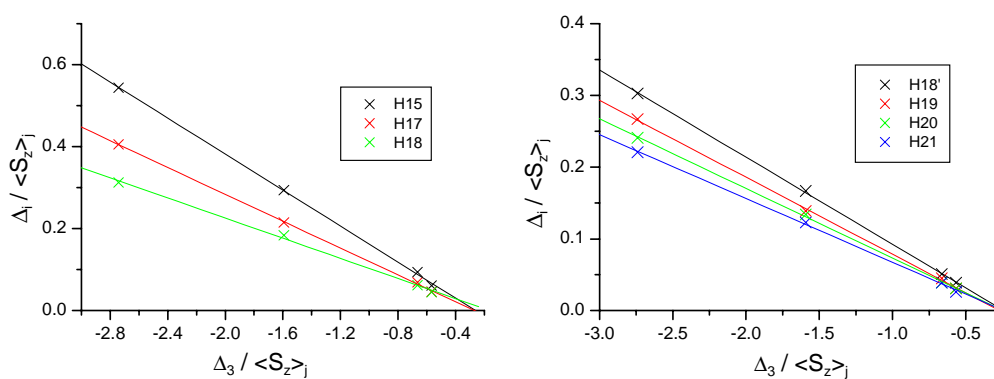 Δi / <Sz>j
0.6
0.4
0.2
0.0
H15
H17
H18
-2.8 -2.4 -2.0 -1.6 -1.2 -0.8 -0.4
Δ3 / <Sz>j
Δi / <Sz>j
0.4
0.3
0.2
0.1
0.0
H18'
H19
H20
H21
-3.0 -2.5 -2.0 -1.5 -1.0 -0.5
Δ3 / <Sz>j